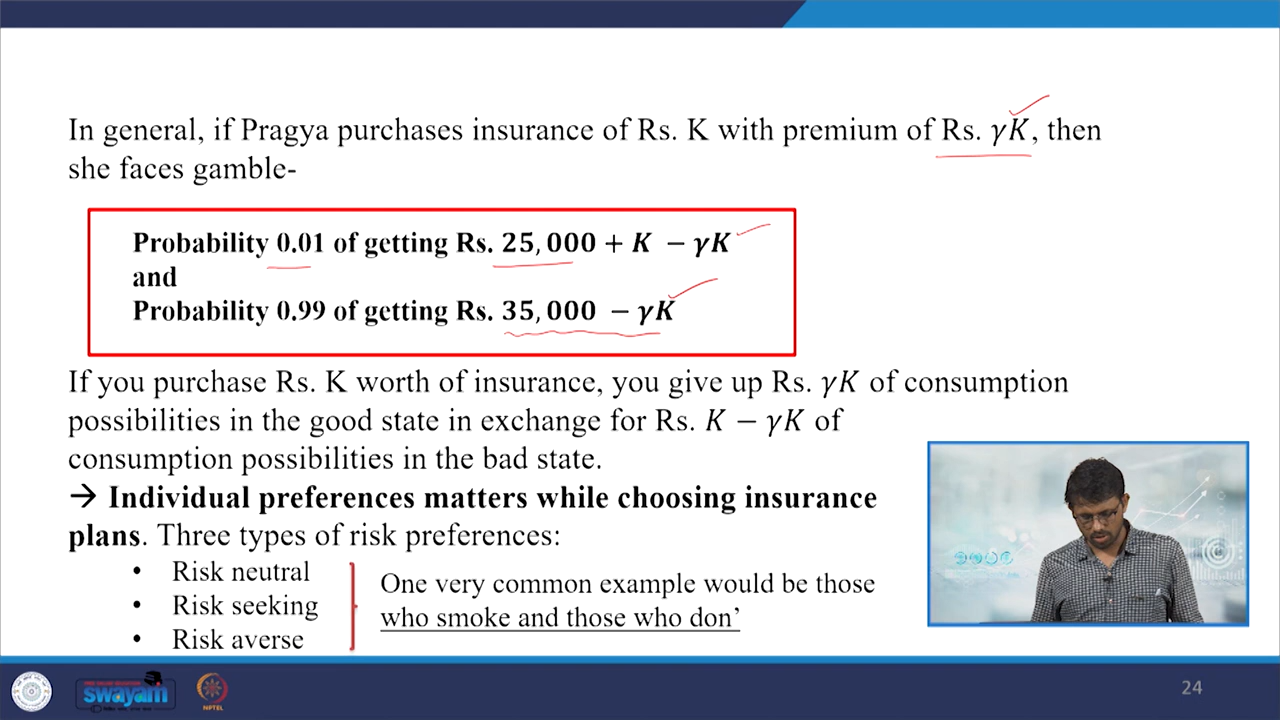 In general, if Pragya purchases insurance of Rs. K with premium of Rs. γK, then
she faces gamble-
Probability 0.01 of getting Rs. 25,000 + K − γK
and
Probability 0.99 of getting Rs. 35,000 − γK
If you purchase Rs. K worth of insurance, you give up Rs. γK of consumption
possibilities in the good state in exchange for Rs. K − γK of
consumption possibilities in the bad state.
→ Individual preferences matters while choosing insurance
plans. Three types of risk preferences:
• Risk neutral
• Risk seeking
• Risk averse
One very common example would be those
who smoke and those who don’
swayam
NPTEL
24